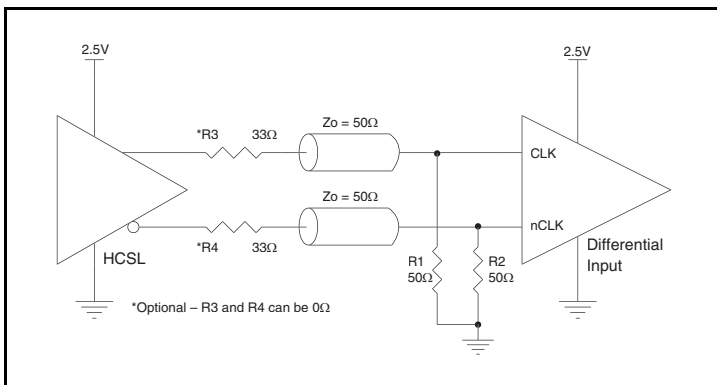 2.5V
2.5V
*R3 33Ω
Zo = 50Ω
CLK
Zo = 50Ω
nCLK
*R4 33Ω
HCSL
Differential
Input
R1
50Ω
R2
50Ω
*Optional – R3 and R4 can be 0Ω